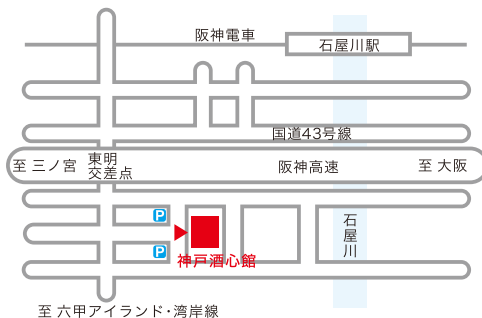 阪神電車
石屋川駅
国道43号線
至 三ノ宮
東明
交差点
阪神高速
至 大阪
P
石屋川
P
神戸酒心館
至 六甲アイランド・湾岸線